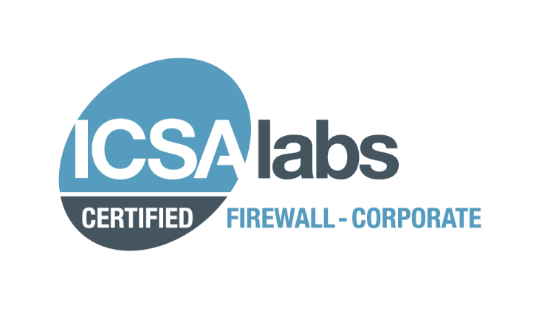 ICSA labs
CERTIFIED FIREWALL - CORPORATE